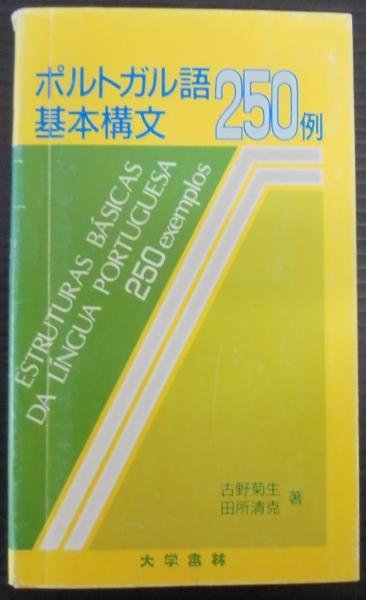 ポルトガル語
基本構文
250例
ESTRUTURAS BÁSICAS
DA LÍNGUA PORTUGUESA
250 exemplos
古野菊生
田所清克
著
大学書林